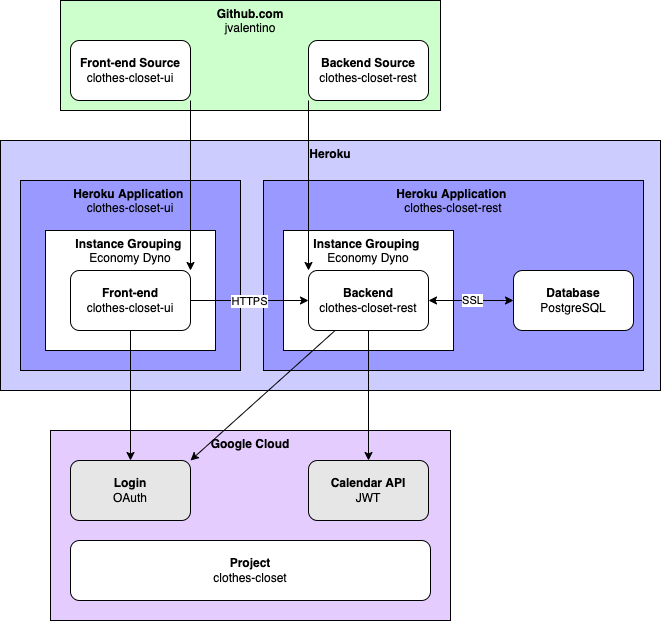 Github.com
jvalentino
Front-end Source
clothes-closet-ui
Backend Source
clothes-closet-rest
Heroku
Heroku Application
clothes-closet-ui
Heroku Application
clothes-closet-rest
Instance Grouping
Economy Dyno
Instance Grouping
Economy Dyno
Front-end
clothes-closet-ui
HTTPS
Backend
clothes-closet-rest
SSL
Database
PostgreSQL
Google Cloud
Login
OAuth
Calendar API
JWT
Project
clothes-closet